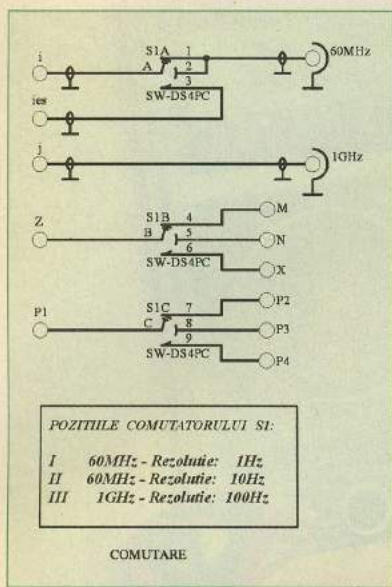 S1A
1
60MHz
i
A
2
3
SW-DS4PC
ies
j
1GHz
S1B
4
M
Z
B
5
N
6
SW-DS4PC
X
S1C
7
P2
P1
C
8
P3
9
SW-DS4PC
P4
POZITIILE COMUTATORULUI S1:
I 60MHz - Rezolutie: 1Hz
II 60MHz - Rezolutie: 10Hz
III 1GHz - Rezolutie: 100Hz
COMUTARE